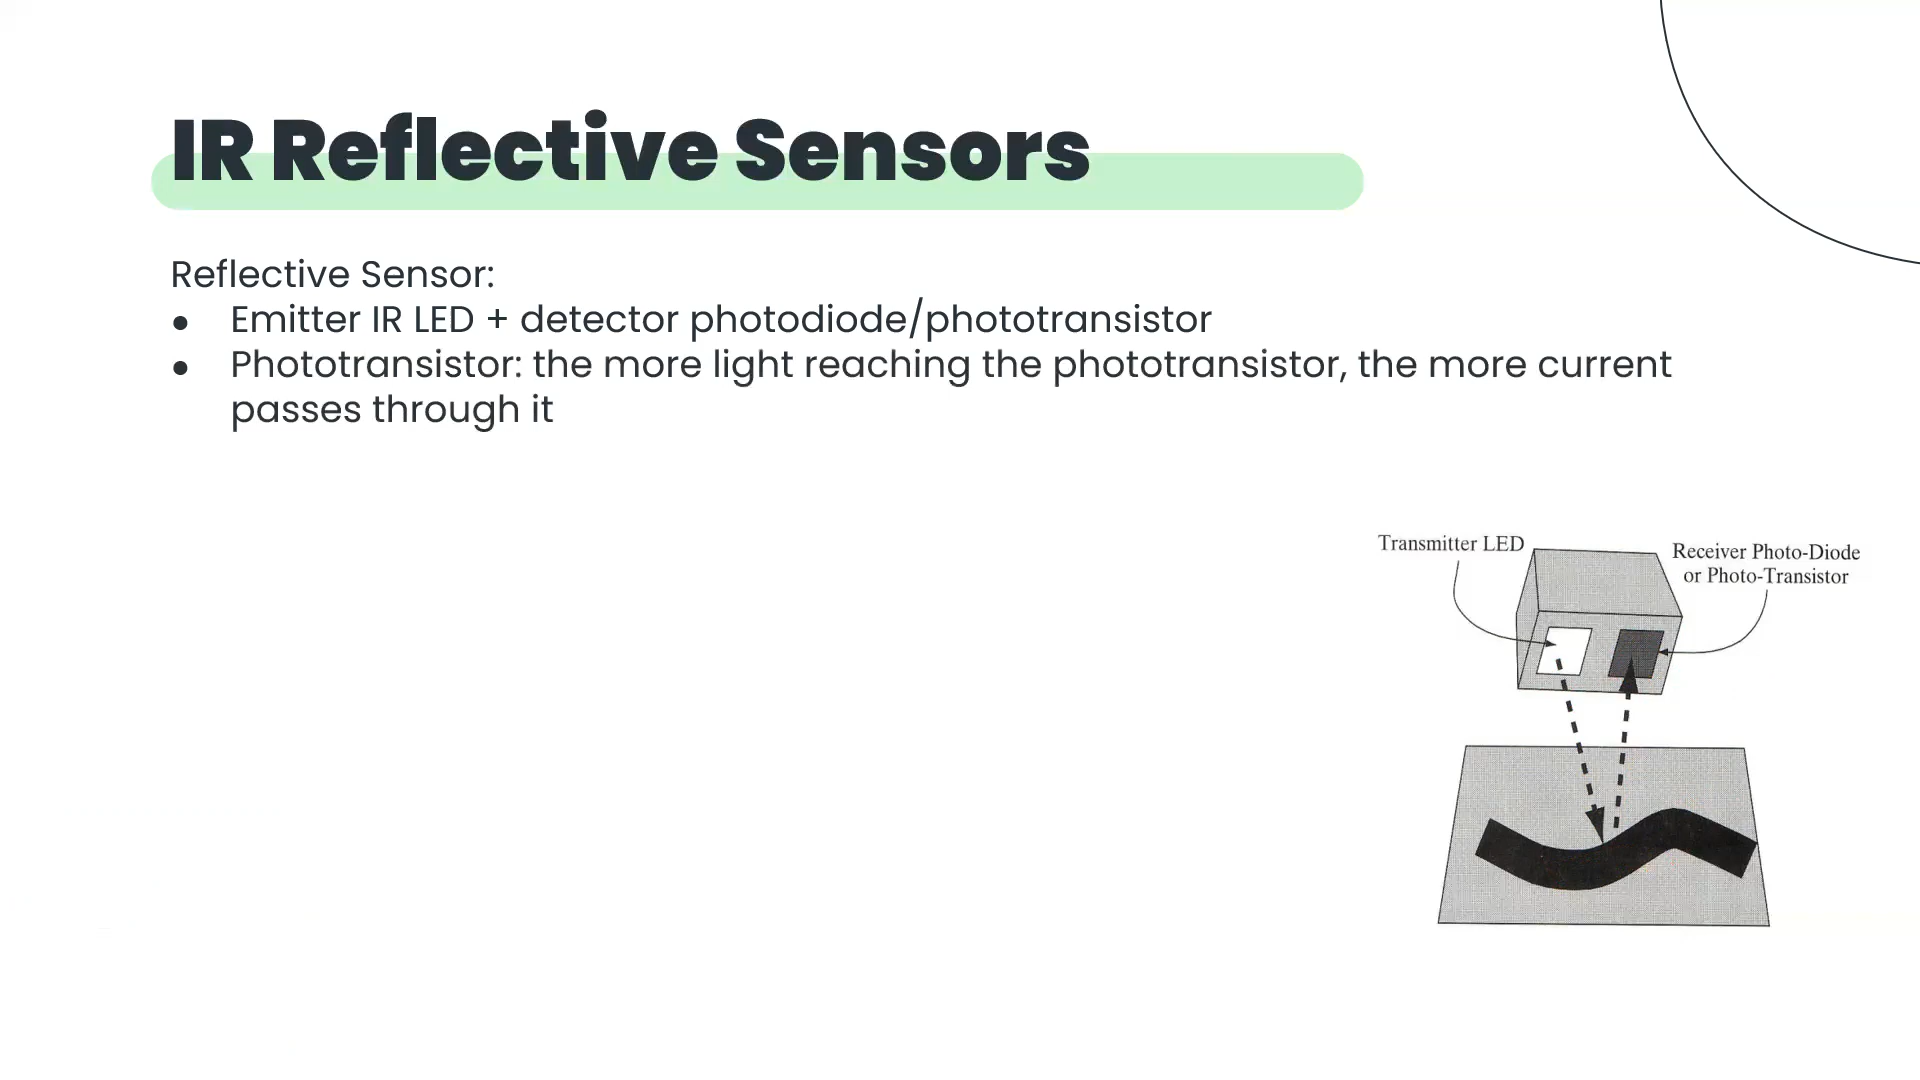 IR Reflective Sensors
Reflective Sensor:
● Emitter IR LED + detector photodiode/phototransistor
● Phototransistor: the more light reaching the phototransistor, the more current
passes through it
Transmitter LED
Receiver Photo-Diode
or Photo-Transistor